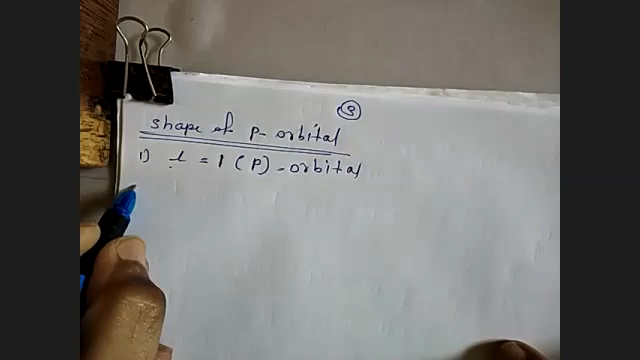 3
shape of p-orbital
1) l = 1 (p)-orbital